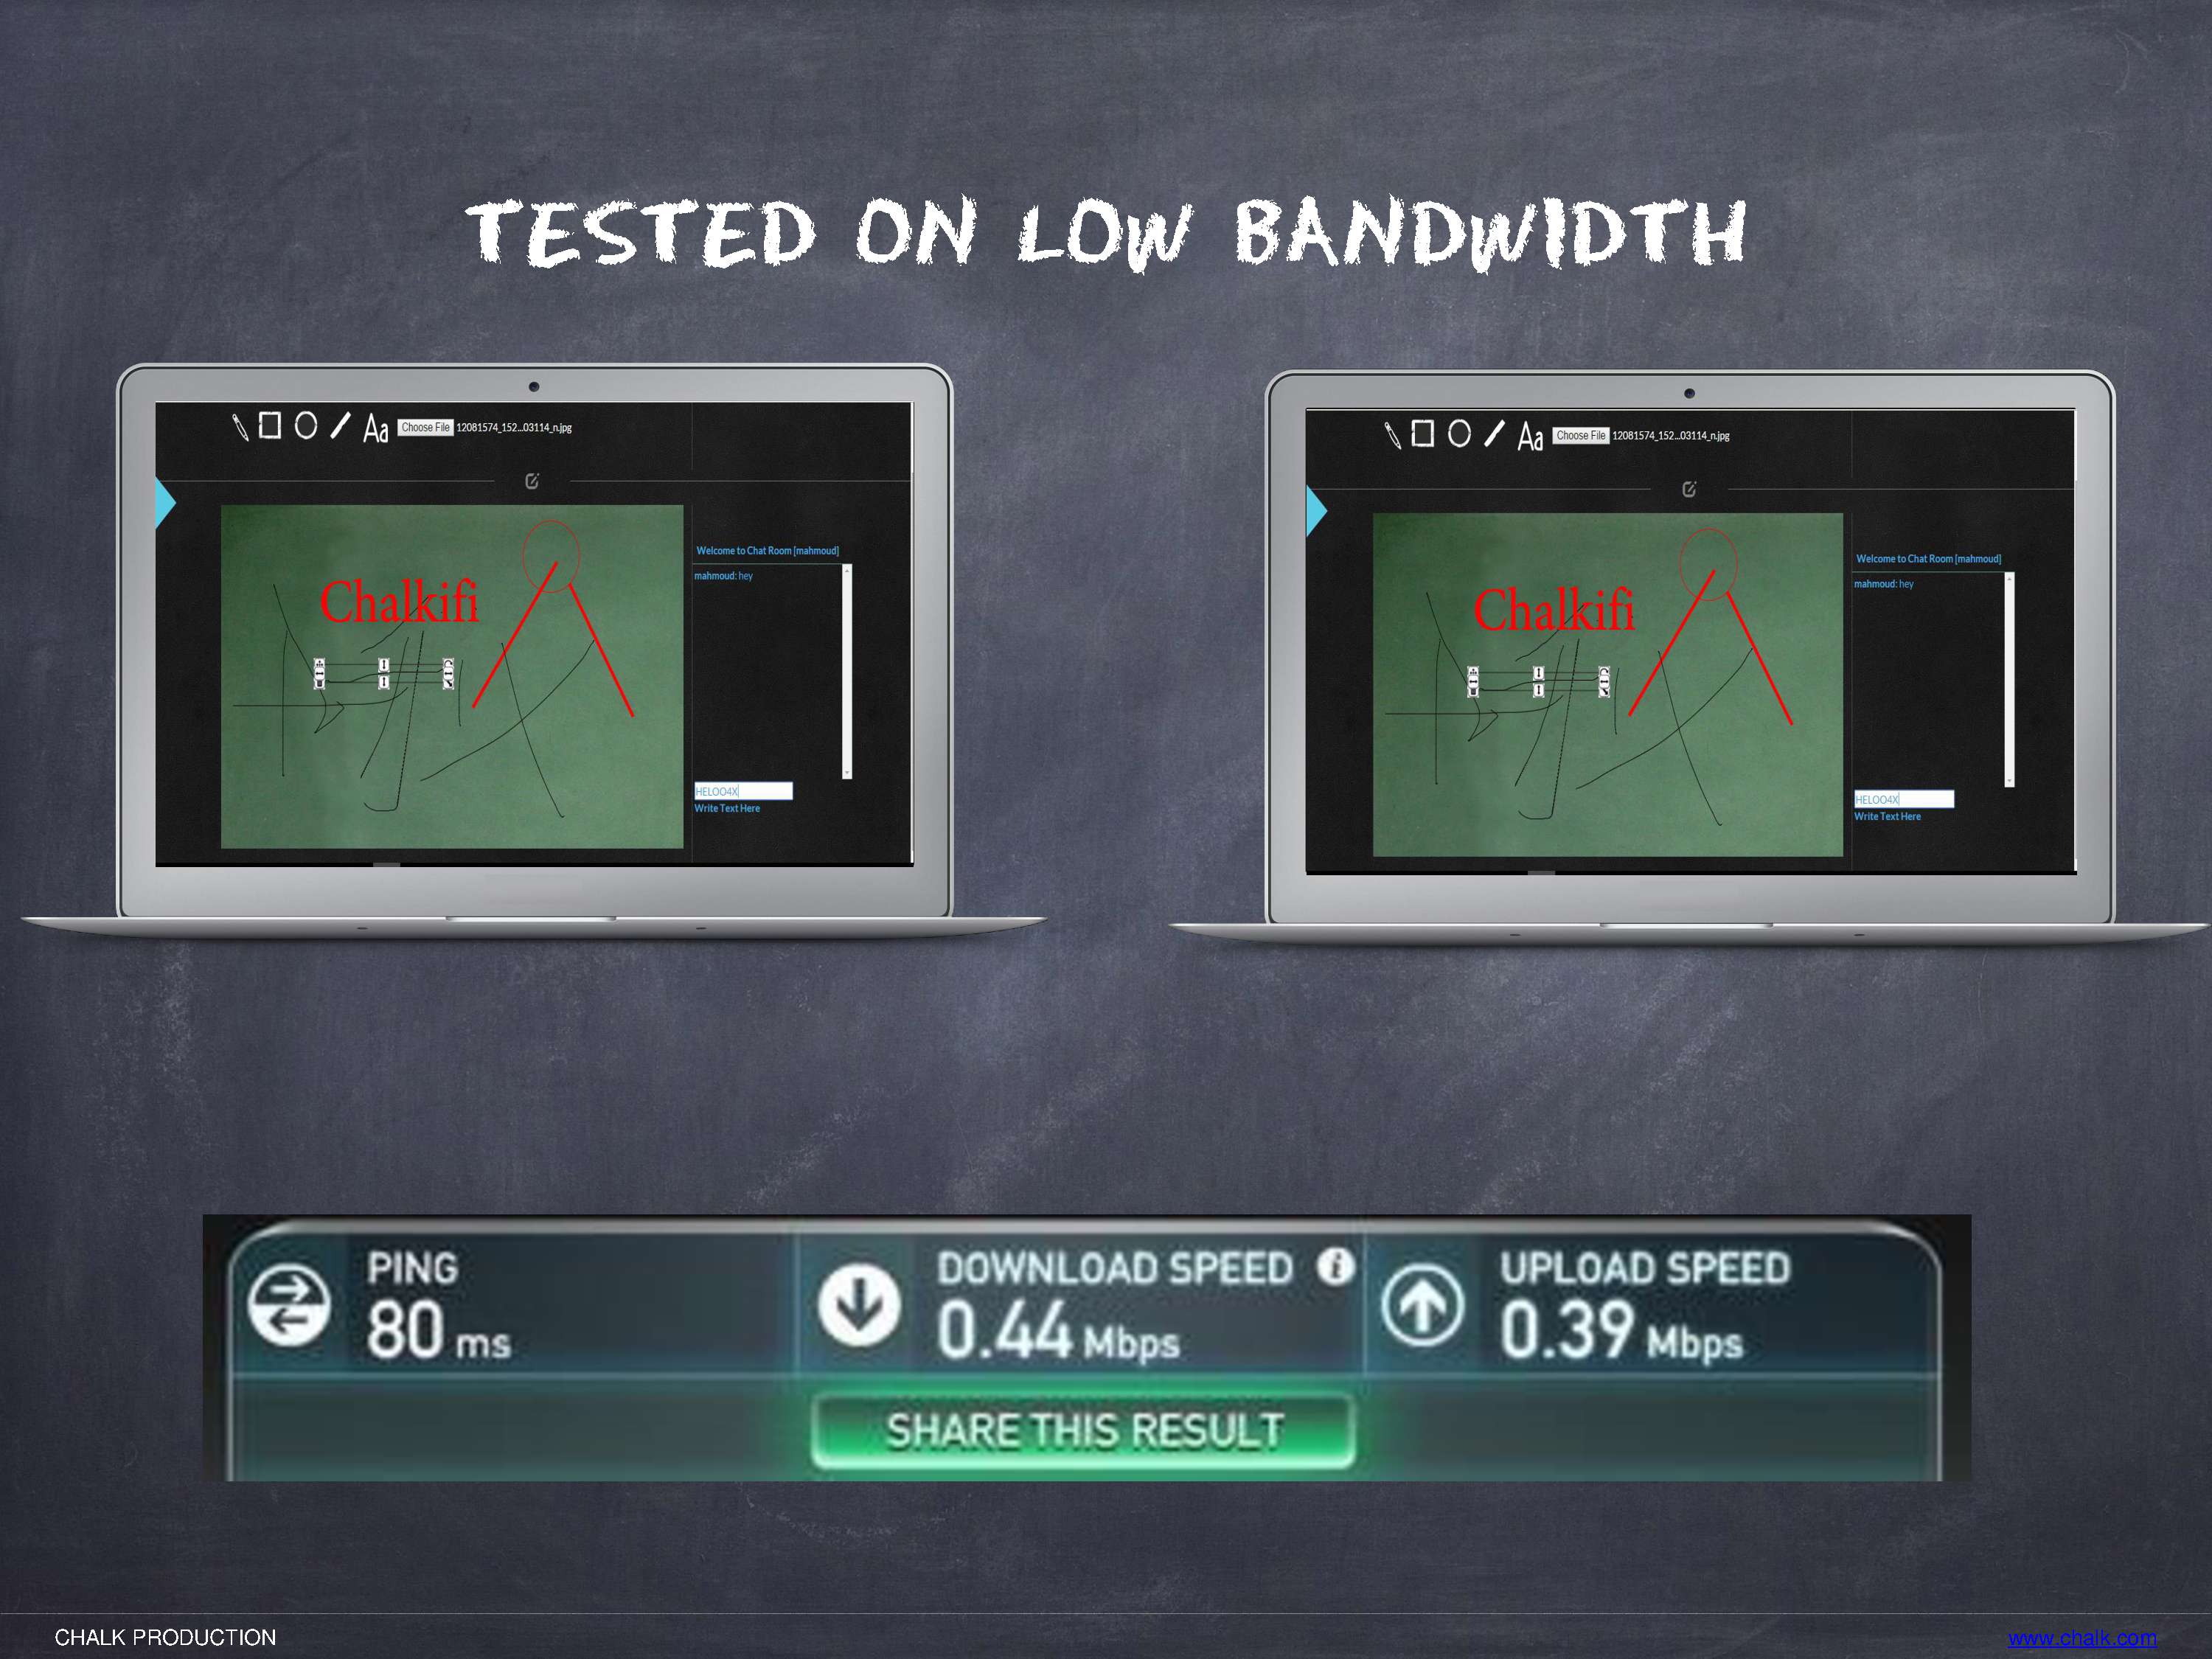 TESTED ON LOW BANDWIDTH
Aa Choose File 12081574_152...03114_n.jpg
Welcome to Chat Room [mahmoud]
mahmoud: hey
Chalkifi
HELOO4X
Write Text Here
Aa Choose File 12081574_152...03114_n.jpg
Welcome to Chat Room [mahmoud]
mahmoud: hey
Chalkifi
HELOO4X
Write Text Here
PING
80 ms
DOWNLOAD SPEED i
0.44 Mbps
UPLOAD SPEED
0.39 Mbps
SHARE THIS RESULT
CHALK PRODUCTION
www.chalk.com